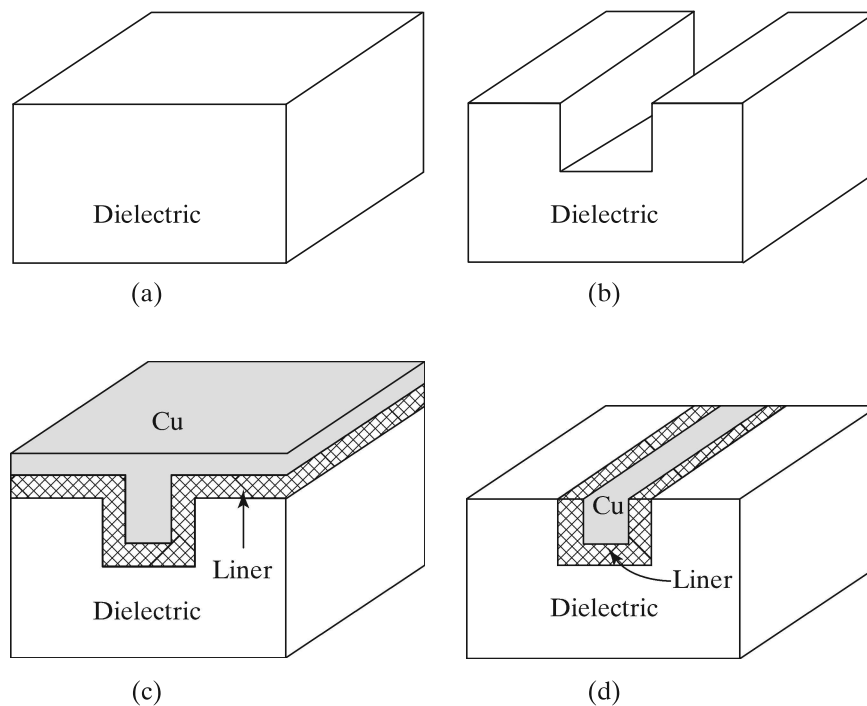 Dielectric
(a)
Dielectric
(b)
Cu
Liner
Dielectric
(c)
Cu
Liner
Dielectric
(d)